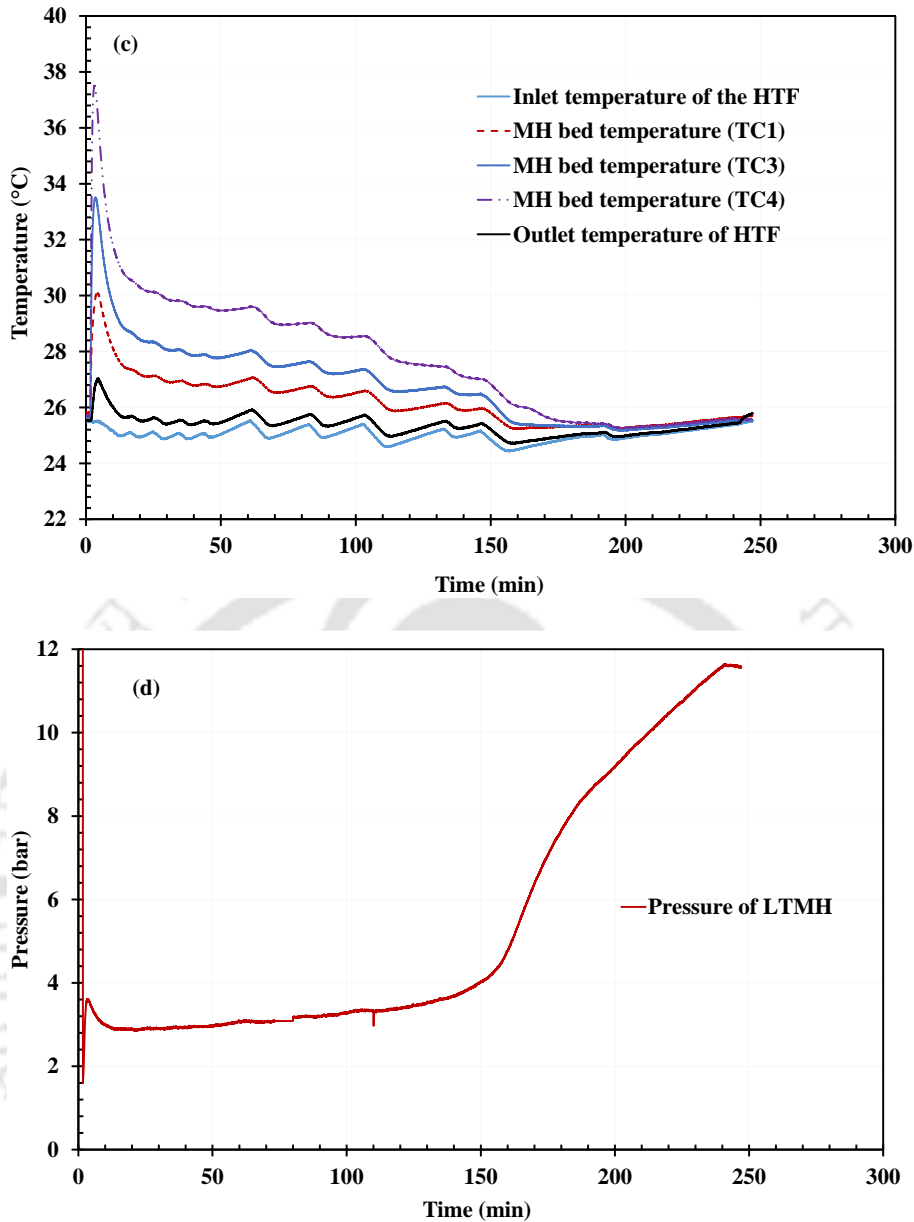 (c)
Temperature (°C)
40
38
36
34
32
30
28
26
24
22
Inlet temperature of the HTF
MH bed temperature (TC1)
MH bed temperature (TC3)
MH bed temperature (TC4)
Outlet temperature of HTF
0 50 100 150 200 250 300
Time (min)
(d)
Pressure (bar)
12
10
8
6
4
2
0
Pressure of LTMH
0 50 100 150 200 250 300
Time (min)